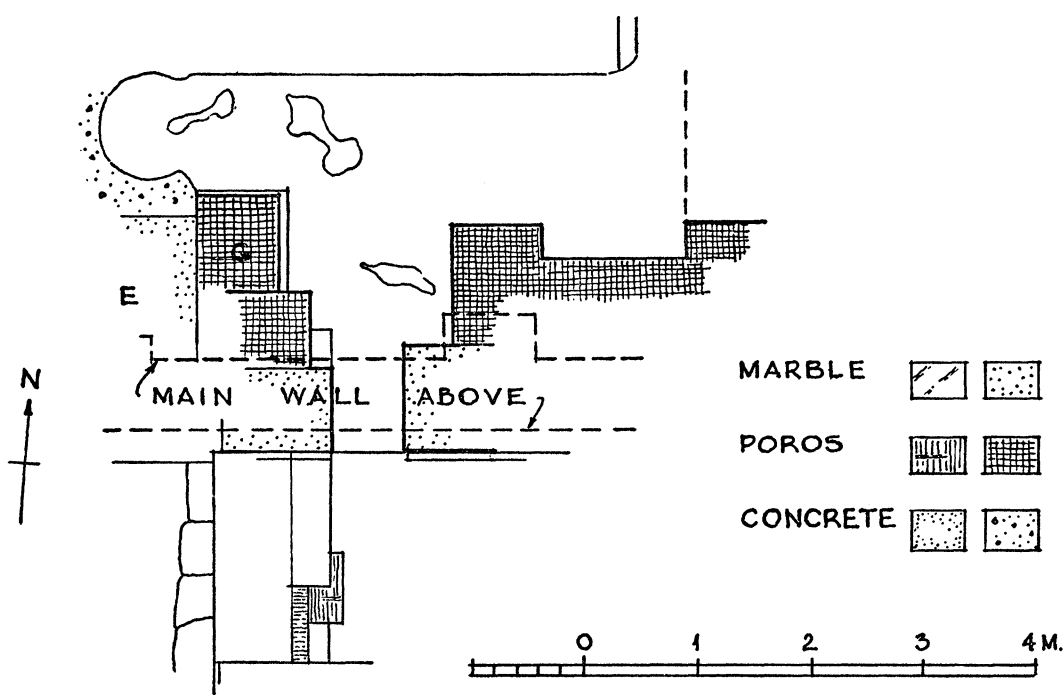 E
N
MAIN WALL ABOVE
MARBLE
POROS
CONCRETE
0 1 2 3 4 M.